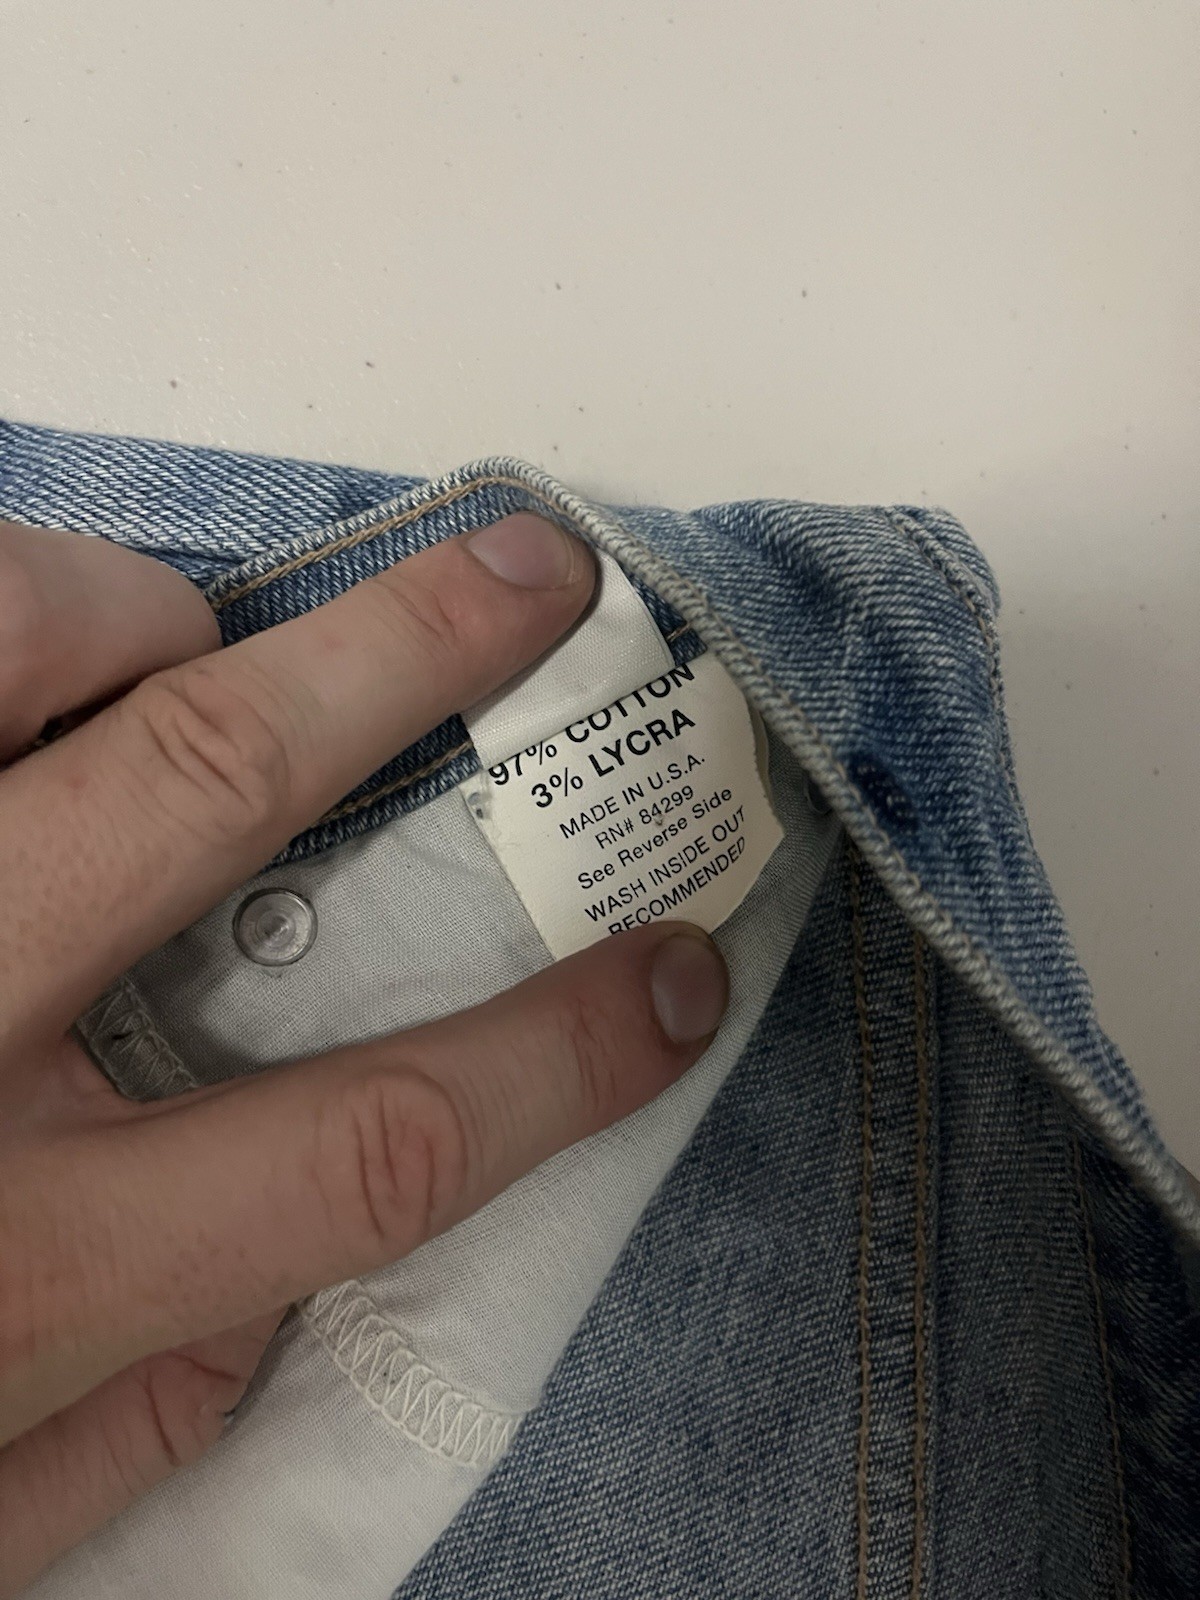 97% COTTON
3% LYCRA
MADE IN U.S.A.
RN# 84299
See Reverse Side
WASH INSIDE OUT
RECOMMENDED